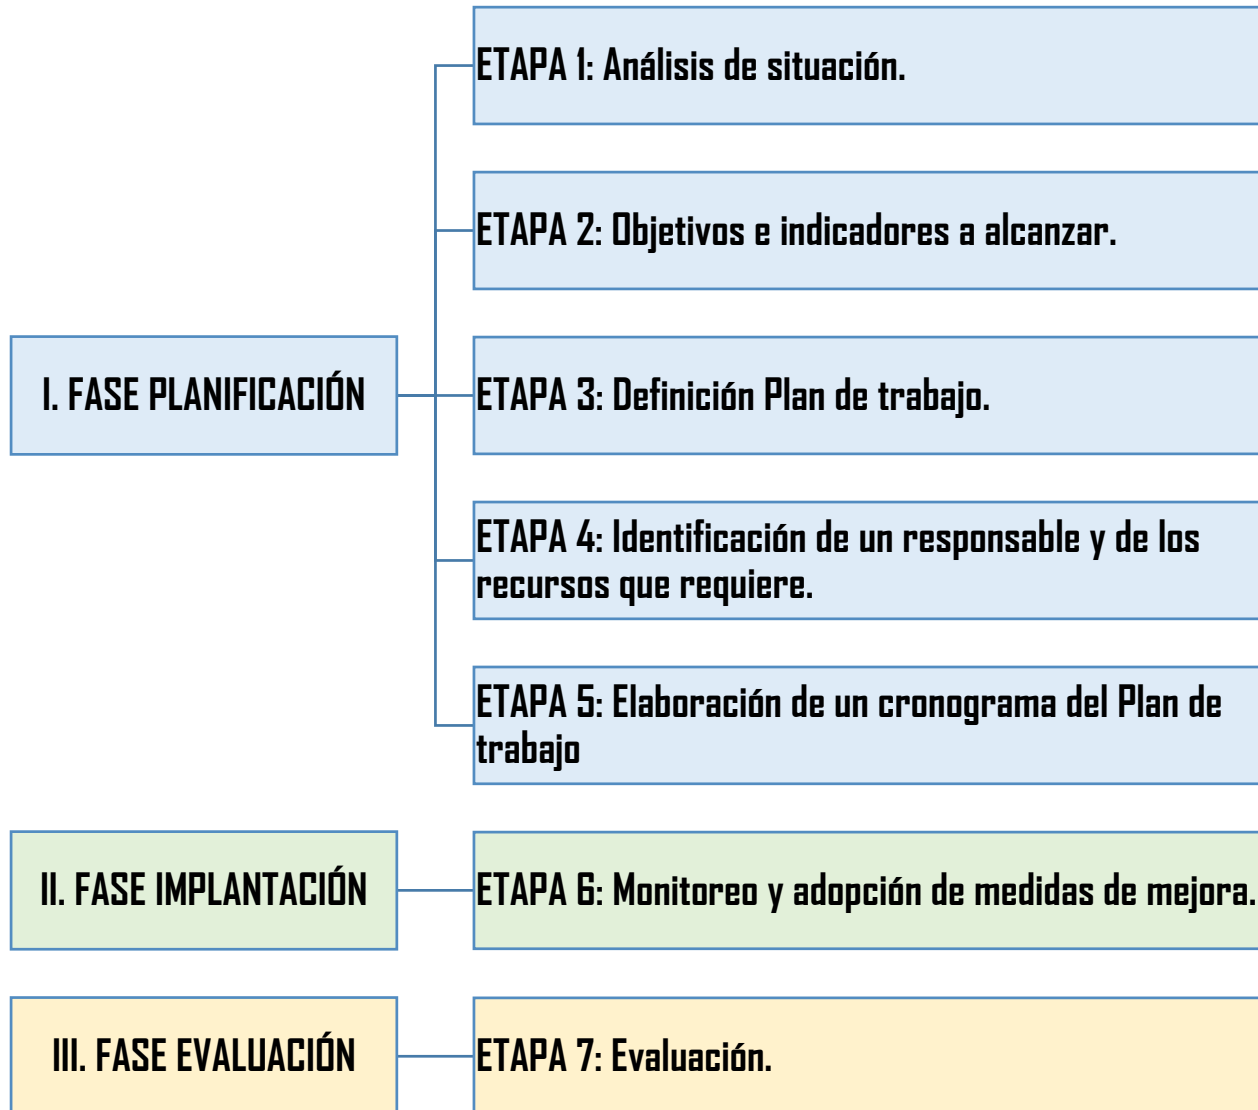 ETAPA 1: Análisis de situación.
ETAPA 2: Objetivos e indicadores a alcanzar.
I. FASE PLANIFICACIÓN
ETAPA 3: Definición Plan de trabajo.
ETAPA 4: Identificación de un responsable y de los
recursos que requiere.
ETAPA 5: Elaboración de un cronograma del Plan de
trabajo
II. FASE IMPLANTACIÓN
ETAPA 6: Monitoreo y adopción de medidas de mejora.
III. FASE EVALUACIÓN
ETAPA 7: Evaluación.